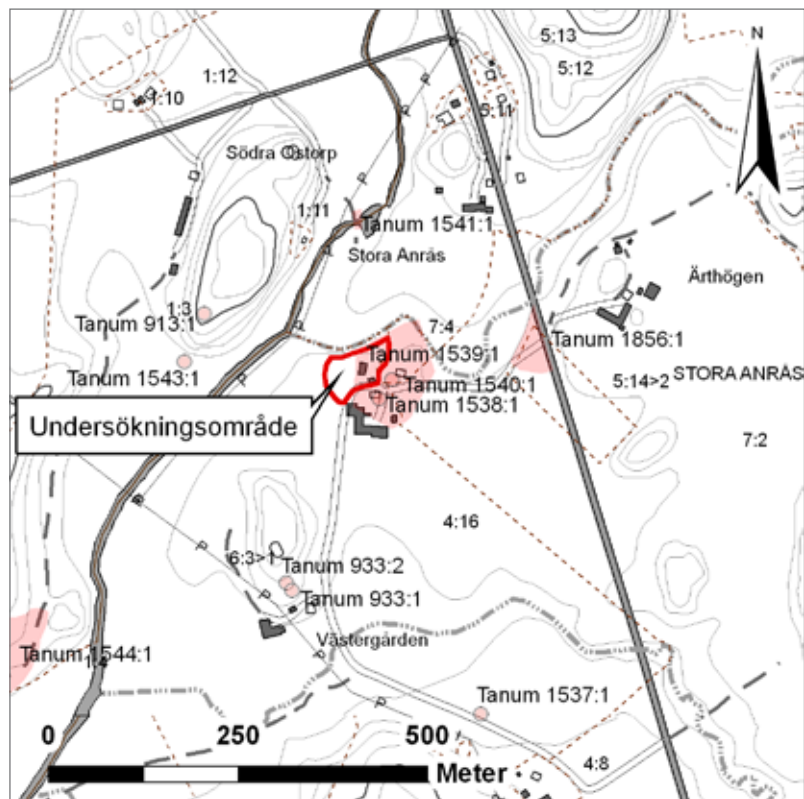 5:13
5:12
N
1:12
1:10
5:11
Södra Ostorp
1:11
Tanum 1541:1
Stora Anrås
Ärthögen
1:3
Tanum 913:1
7:4
Tanum 1856:1
Tanum 1539:1
Tanum 1543:1
Tanum 1540:1
5:14>2
STORA ANRÅS
Tanum 1538:1
Undersökningsområde
7:2
4:16
6:3>1
Tanum 933:2
Tanum 933:1
Västergården
Tanum 1544:1
Tanum 1537:1
0
250
500
4:8
Meter